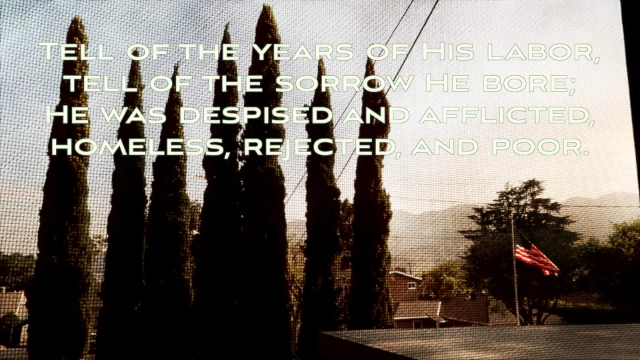 Tell of the years of His labor,
tell of the sorrow He bore;
He was despised and afflicted,
homeless, rejected, and poor.